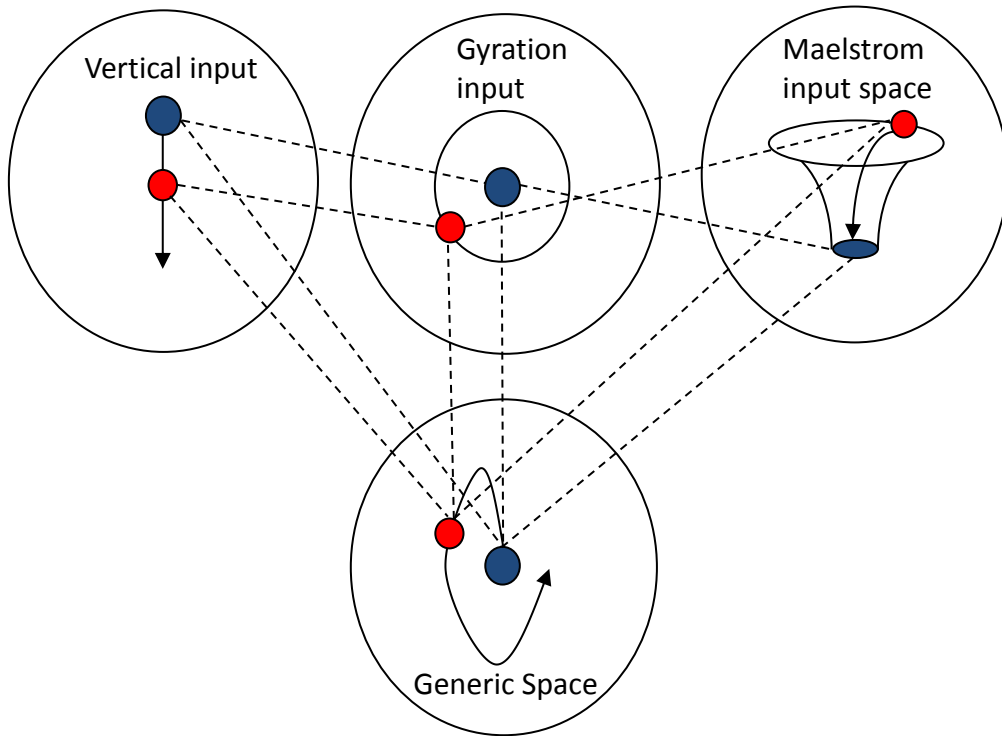 Vertical input
Gyration
input
Maelstrom
input space
Generic Space